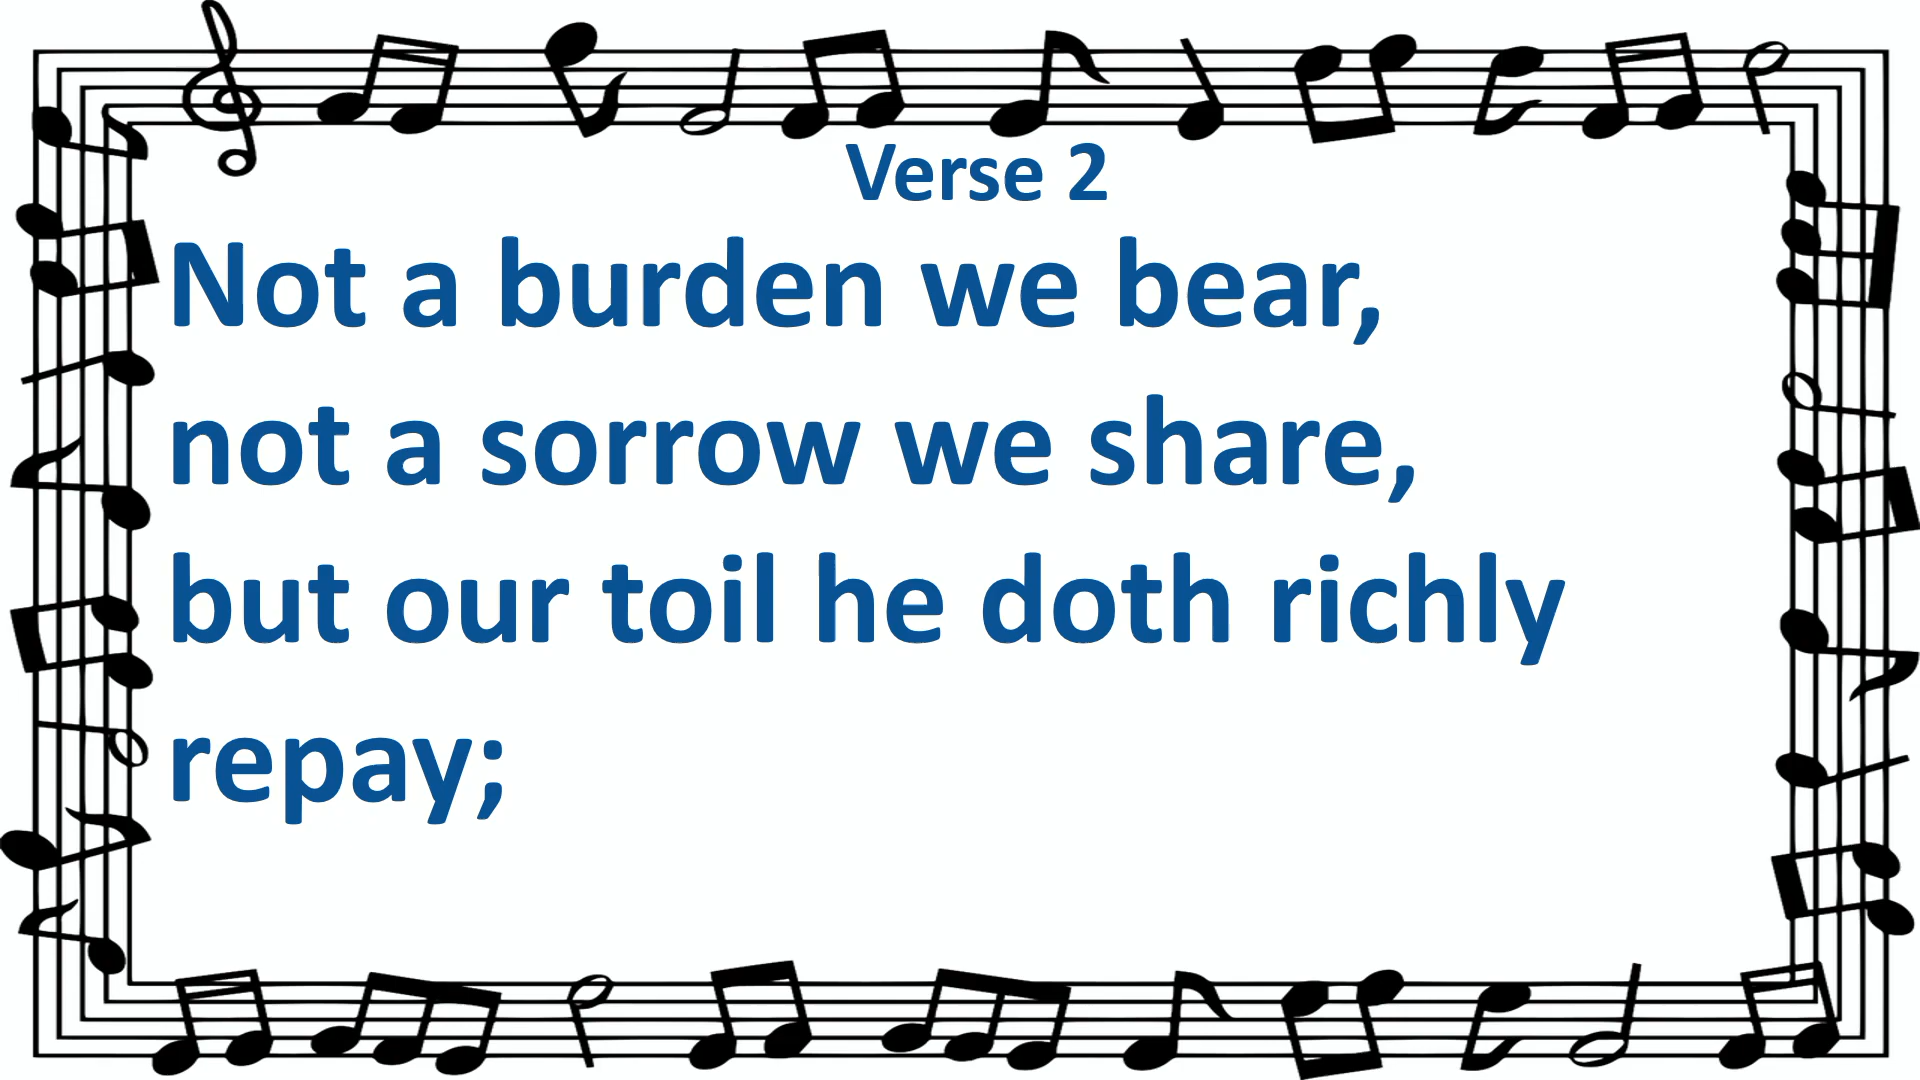 Verse 2
Not a burden we bear,
not a sorrow we share,
but our toil he doth richly
repay;